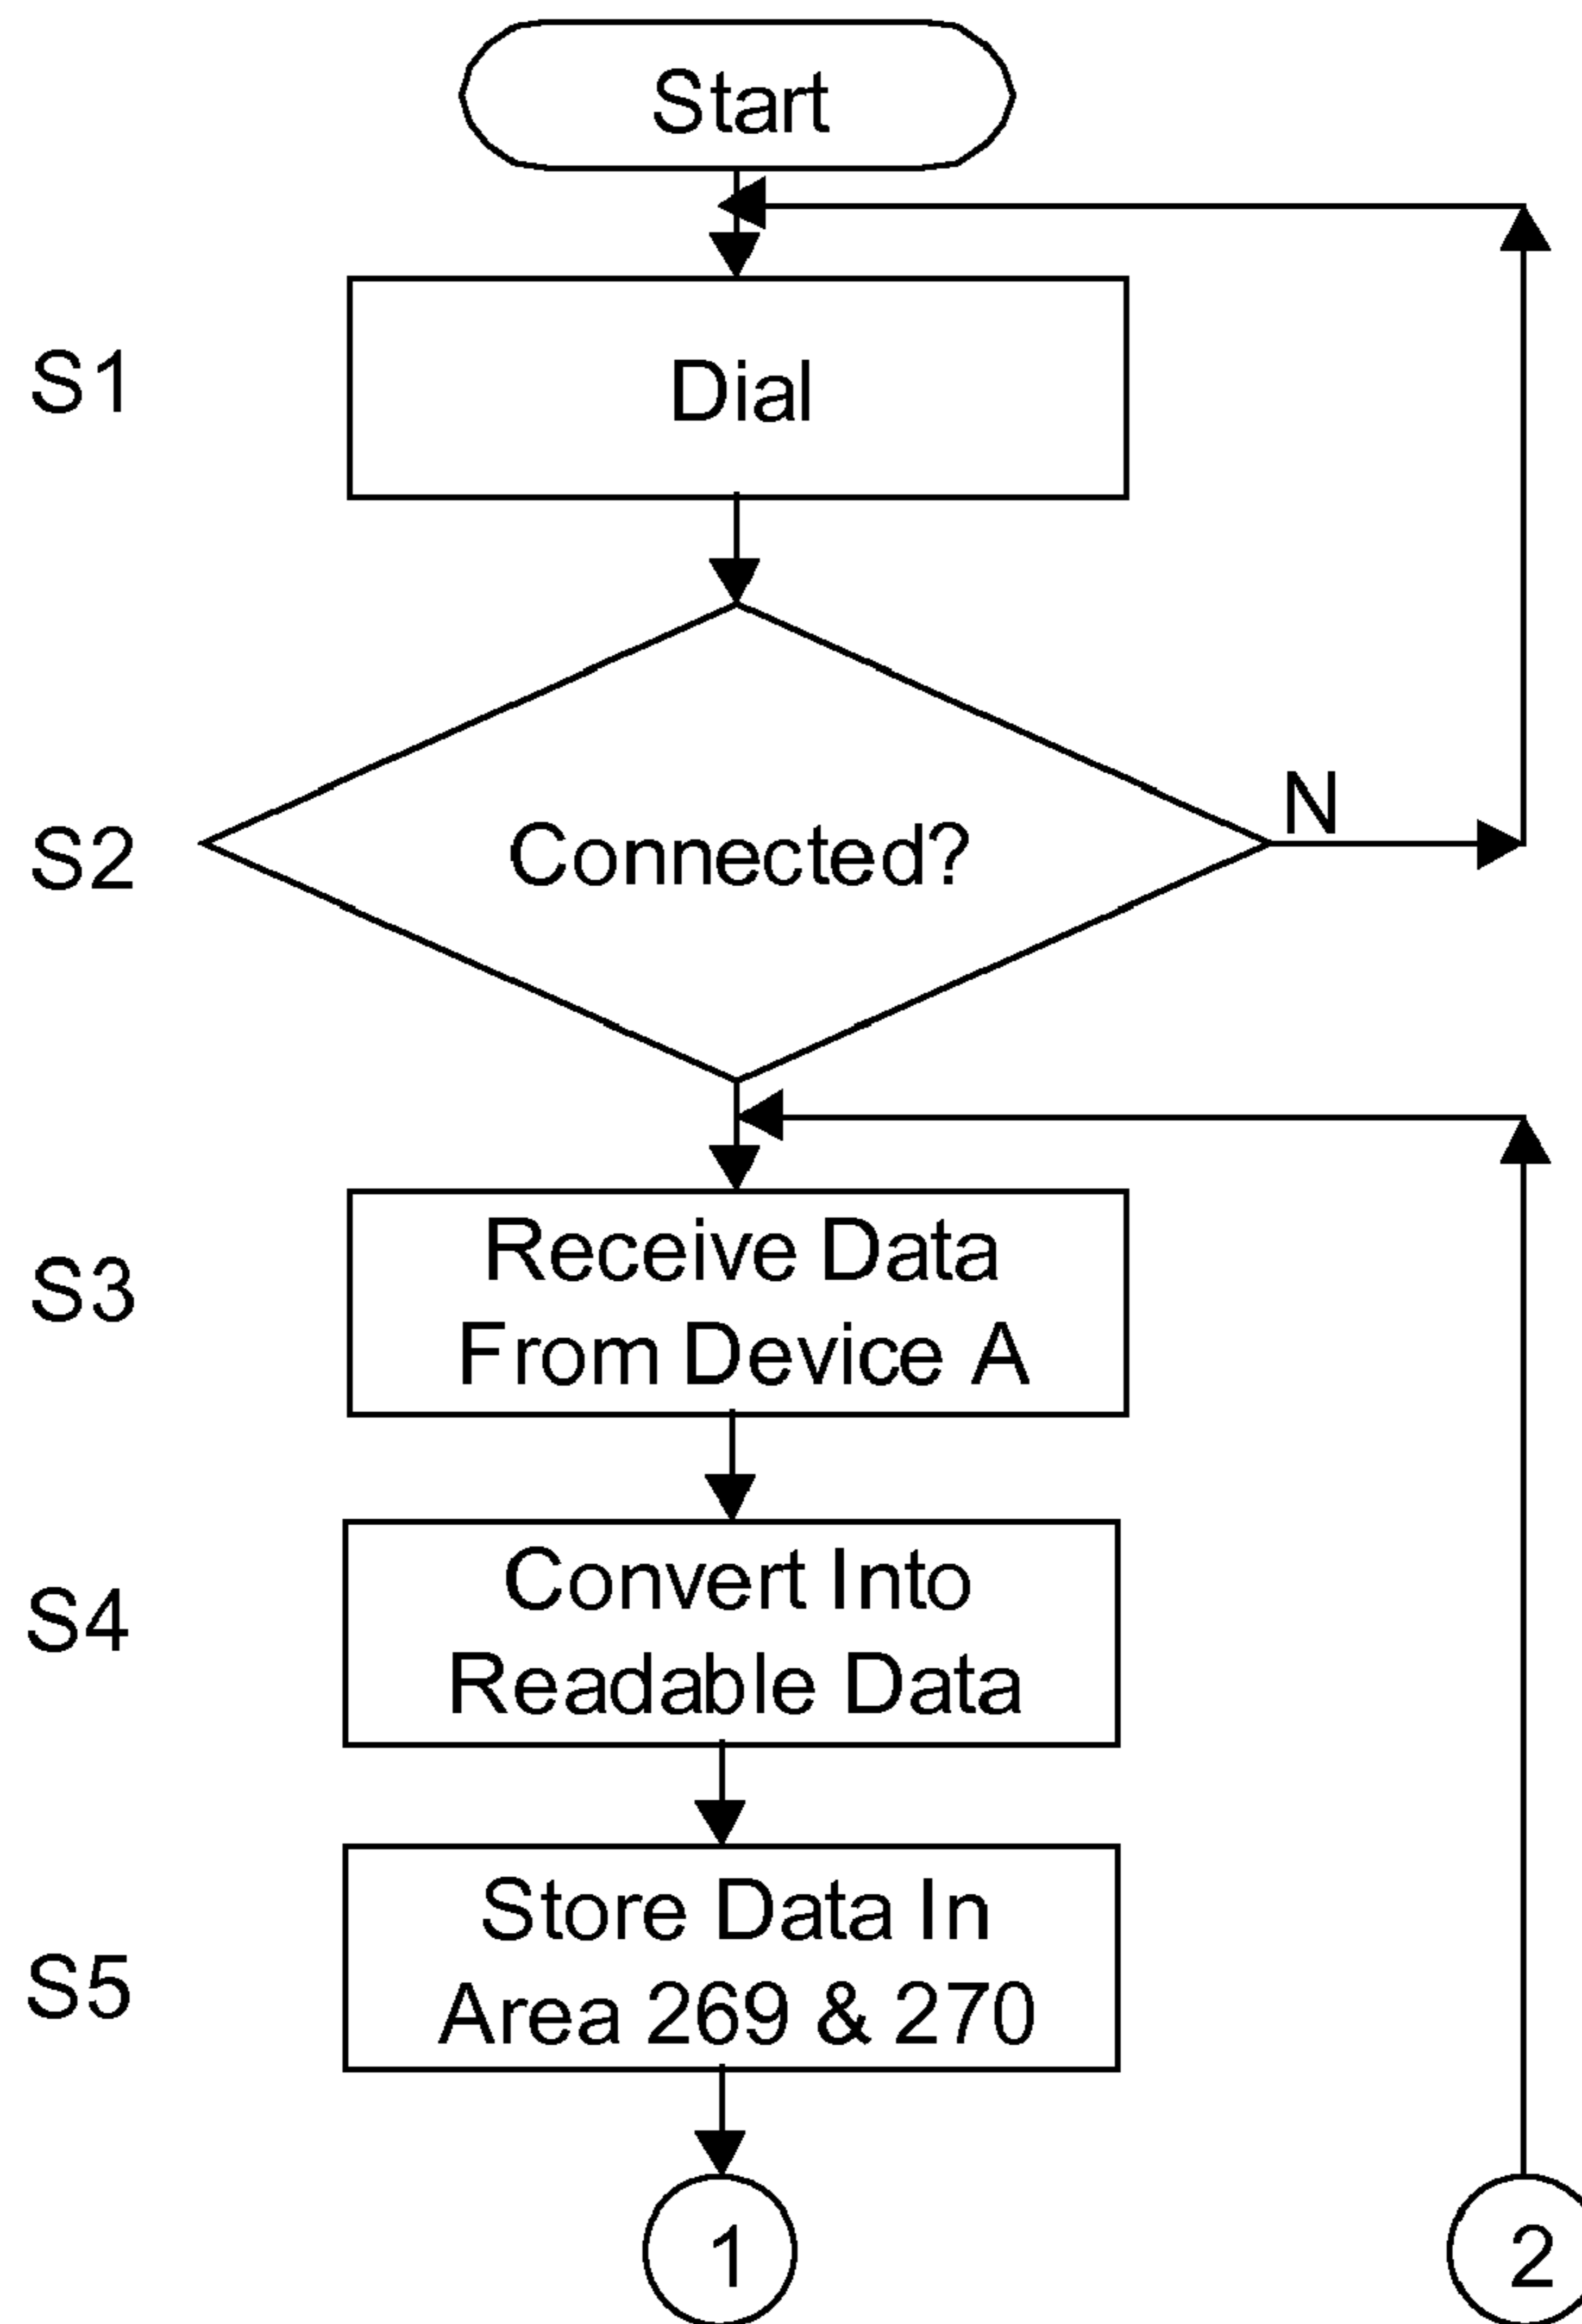 Start
S1
Dial
S2
Connected?
N
S3
Receive Data
From Device A
S4
Convert Into
Readable Data
S5
Store Data In
Area 269 & 270
1
2